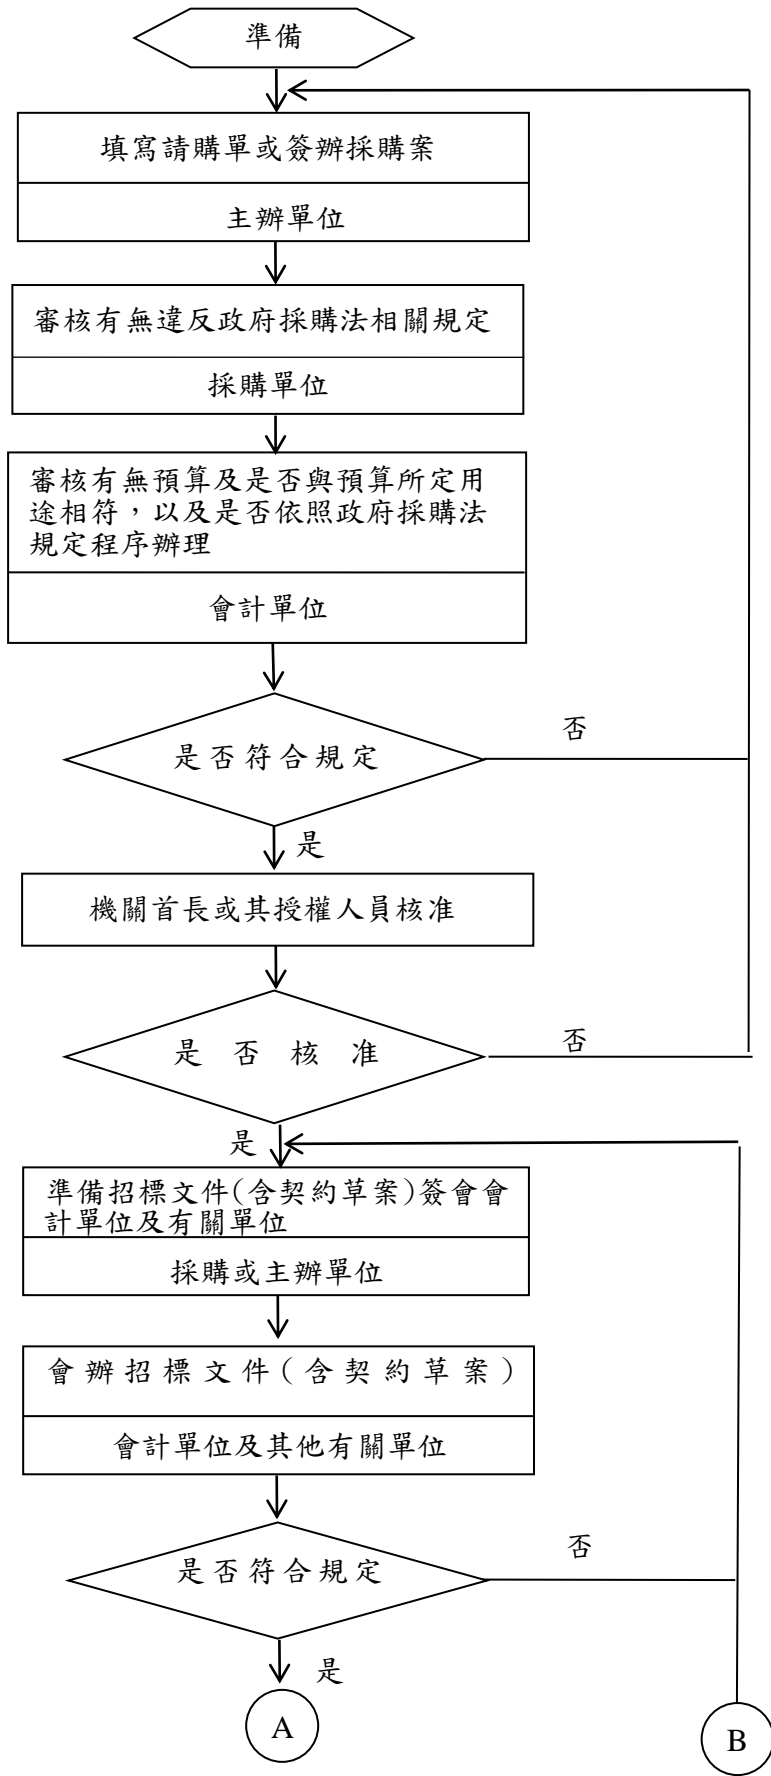 準備
填寫請購單或簽辦採購案
主辦單位
審核有無違反政府採購法相關規定
採購單位
審核有無預算及是否與預算所定用
途相符，以及是否依照政府採購法
規定程序辦理
會計單位
是否符合規定
否
是
機關首長或其授權人員核准
是否核准
否
是
準備招標文件(含契約草案)簽會會
計單位及有關單位
採購或主辦單位
會辦招標文件(含契約草案)
會計單位及其他有關單位
是否符合規定
否
是
A
B